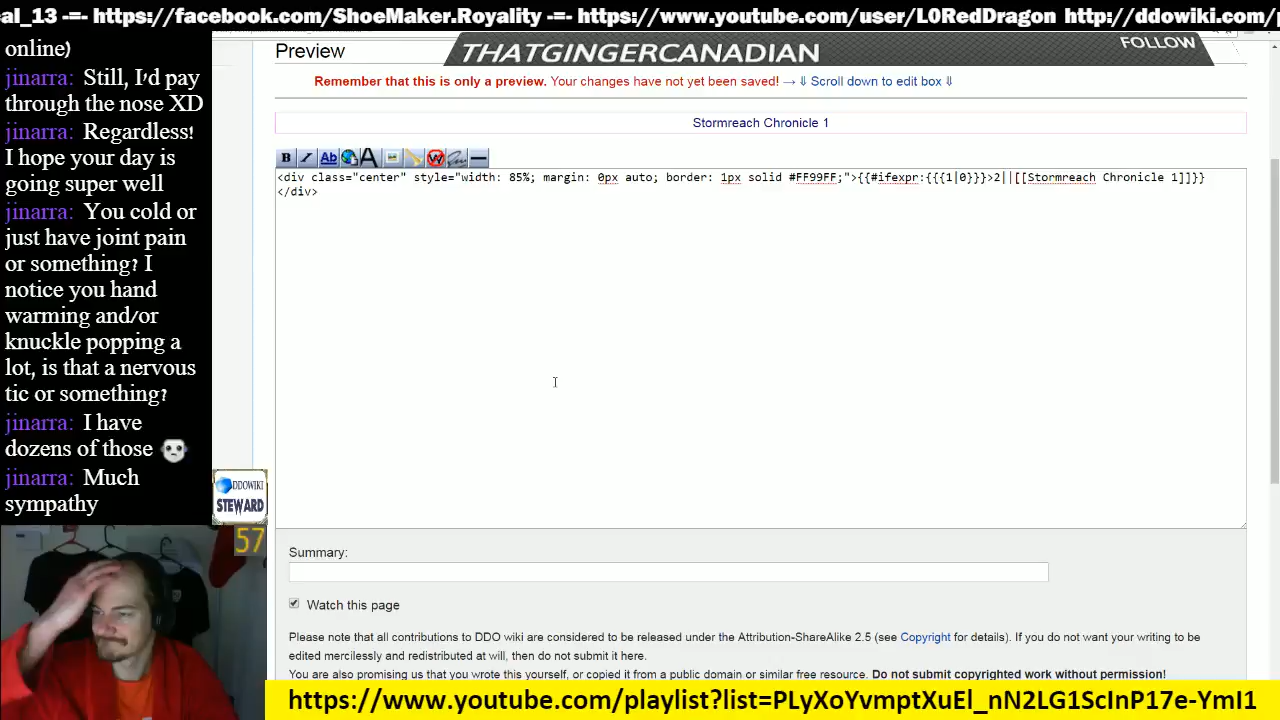 al_13 -=- https://facebook.com/ShoeMaker.Royality -=- https://www.youtube.com/user/L0RedDragon http://ddowiki.com/
online)
jinarra: Still, I'd pay
through the nose XD
jinarra: Regardless!
I hope your day is
going super well
jinarra: You cold or
just have joint pain
or something? I
notice you hand
warming and/or
knuckle popping a
lot, is that a nervous
tic or something?
jinarra: I have
dozens of those
jinarra: Much
sympathy
DDOWIKI
STEWARD
57
THATGINGERCANADIAN
FOLLOW
Preview
Remember that this is only a preview. Your changes have not yet been saved! → ⇓ Scroll down to edit box ⇓
Stormreach Chronicle 1
B I Ab A W
<div class="center" style="width: 85%; margin: 0px auto; border: 1px solid #FF99FF;">{{#ifexpr:{{{1|0}}}>2||[[Stormreach Chronicle 1]]}}
</div>
Summary:
Watch this page
Please note that all contributions to DDO wiki are considered to be released under the Attribution-ShareAlike 2.5 (see Copyright for details). If you do not want your writing to be
edited mercilessly and redistributed at will, then do not submit it here.
You are also promising us that you wrote this yourself, or copied it from a public domain or similar free resource. Do not submit copyrighted work without permission!
https://www.youtube.com/playlist?list=PLyXoYvmptXuEl_nN2LG1ScInP17e-YmI1